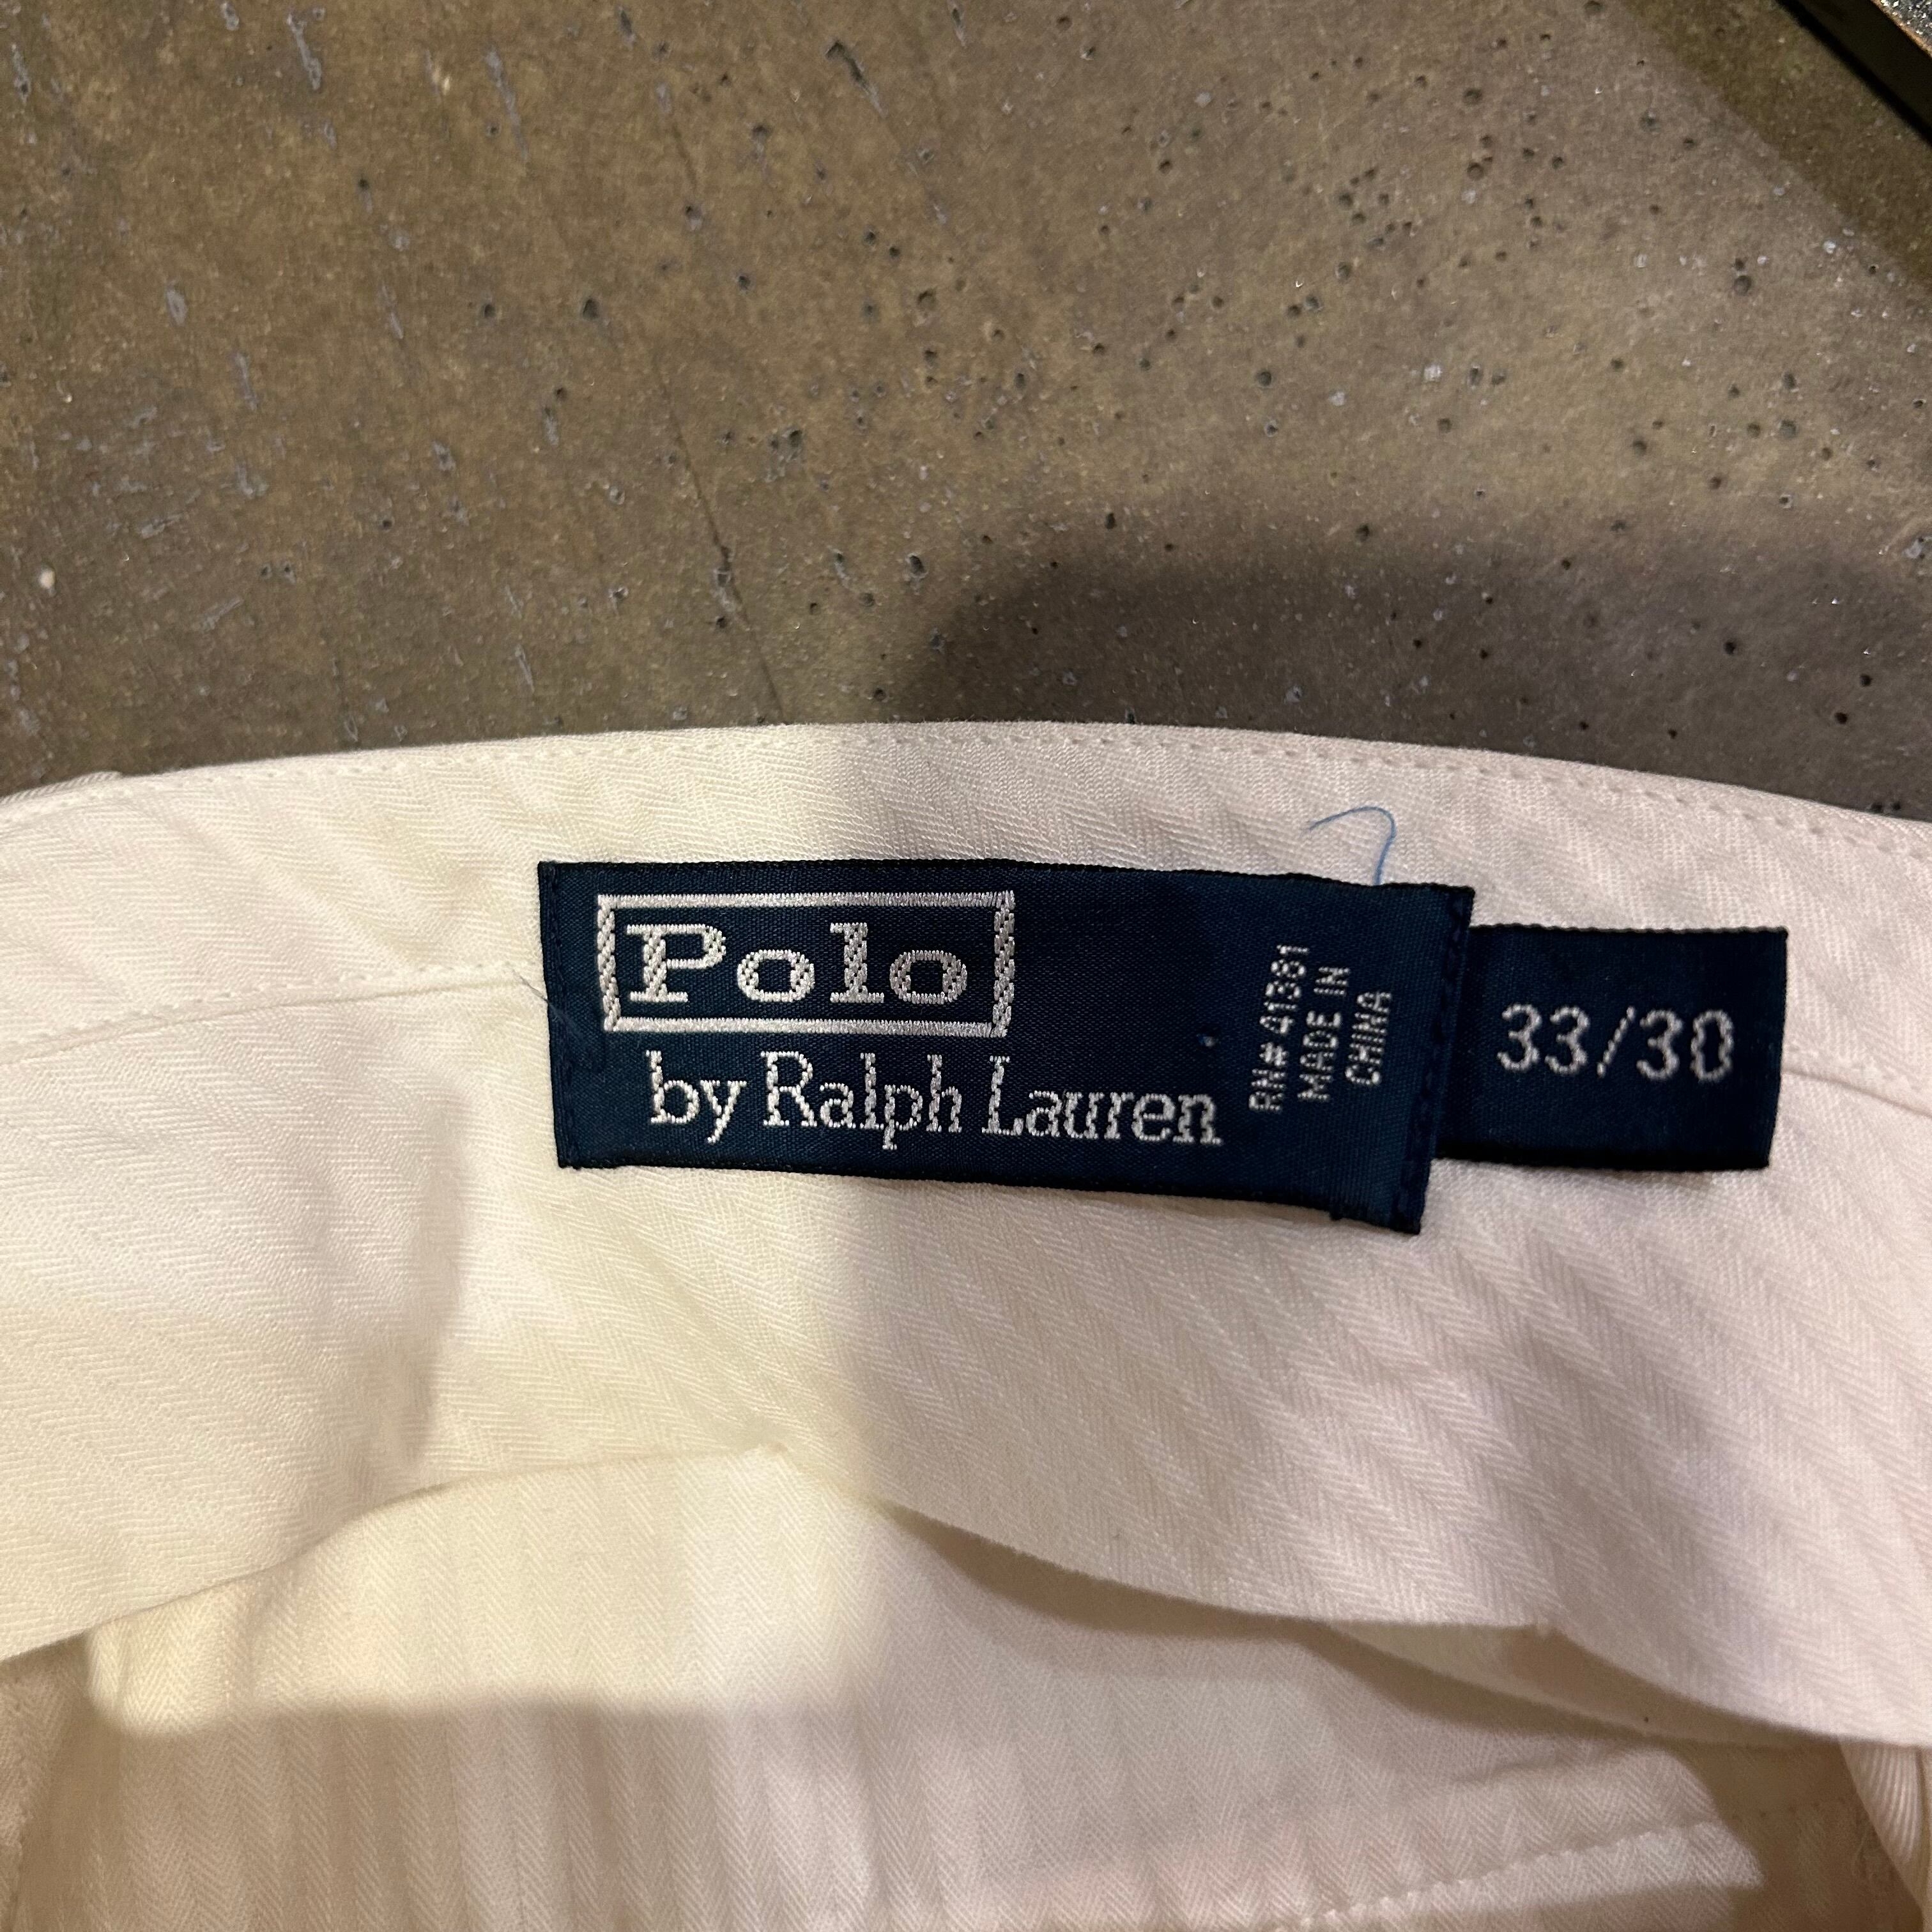 Polo
by Ralph Lauren
RN# 41381
MADE IN
CHINA
33/30